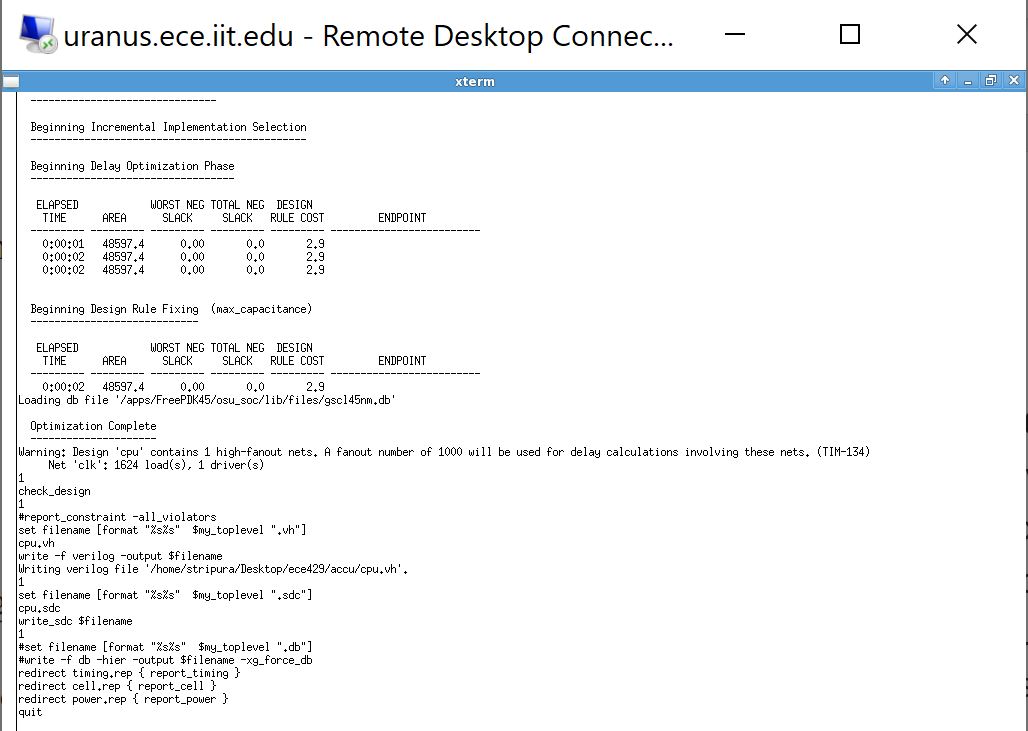 uranus.ece.iit.edu - Remote Desktop Connec...
xterm
-------------------------------
Beginning Incremental Implementation Selection
----------------------------------------------
Beginning Delay Optimization Phase
----------------------------------
ELAPSED WORST NEG TOTAL NEG DESIGN
TIME AREA SLACK SLACK RULE COST ENDPOINT
--------- --------- --------- --------- --------- -------------------------
0:00:01 48597.4 0.00 0.0 2.9
0:00:02 48597.4 0.00 0.0 2.9
0:00:02 48597.4 0.00 0.0 2.9
Beginning Design Rule Fixing (max_capacitance)
----------------------------
ELAPSED WORST NEG TOTAL NEG DESIGN
TIME AREA SLACK SLACK RULE COST ENDPOINT
--------- --------- --------- --------- --------- -------------------------
0:00:02 48597.4 0.00 0.0 2.9
Loading db file '/apps/FreePDK45/osu_soc/lib/files/gscl45nm.db'
Optimization Complete
---------------------
Warning: Design 'cpu' contains 1 high-fanout nets. A fanout number of 1000 will be used for delay calculations involving these nets. (TIM-134)
Net 'clk': 1624 load(s), 1 driver(s)
1
check_design
1
#report_constraint -all_violators
set filename [format "%s%s" $my_toplevel ".vh"]
cpu.vh
write -f verilog -output $filename
Writing verilog file '/home/stripura/Desktop/ece429/accu/cpu.vh'.
1
set filename [format "%s%s" $my_toplevel ".sdc"]
cpu.sdc
write_sdc $filename
1
#set filename [format "%s%s" $my_toplevel ".db"]
#write -f db -hier -output $filename -xg_force_db
redirect timing.rep { report_timing }
redirect cell.rep { report_cell }
redirect power.rep { report_power }
quit